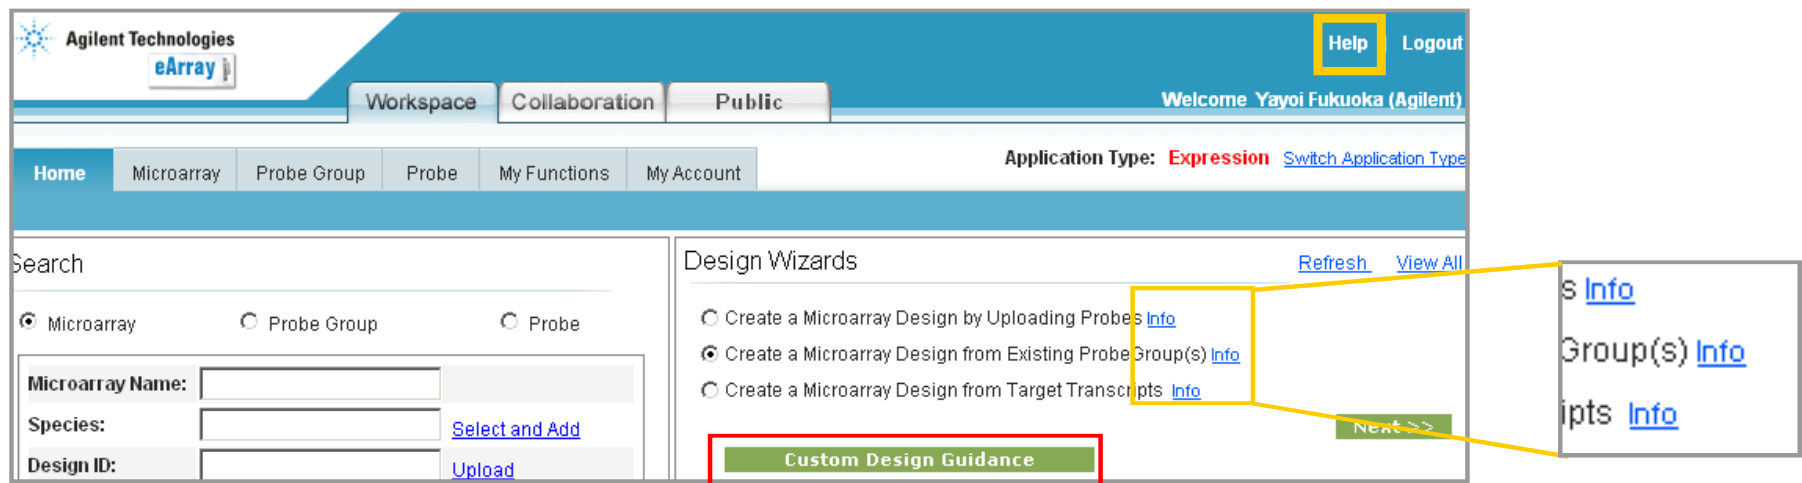 Agilent Technologies
eArray
Help Logout
Workspace Collaboration Public
Welcome Yayoi Fukuoka (Agilent)
Home Microarray Probe Group Probe My Functions My Account
Application Type: Expression Switch Application Type
Search
Microarray Probe Group Probe
Microarray Name:
Species: Select and Add
Design ID: Upload
Design Wizards Refresh View All
Create a Microarray Design by Uploading Probes Info
Create a Microarray Design from Existing ProbeGroup(s) Info
Create a Microarray Design from Target Transcripts Info
Next >>
Custom Design Guidance
s Info
Group(s) Info
ipts Info